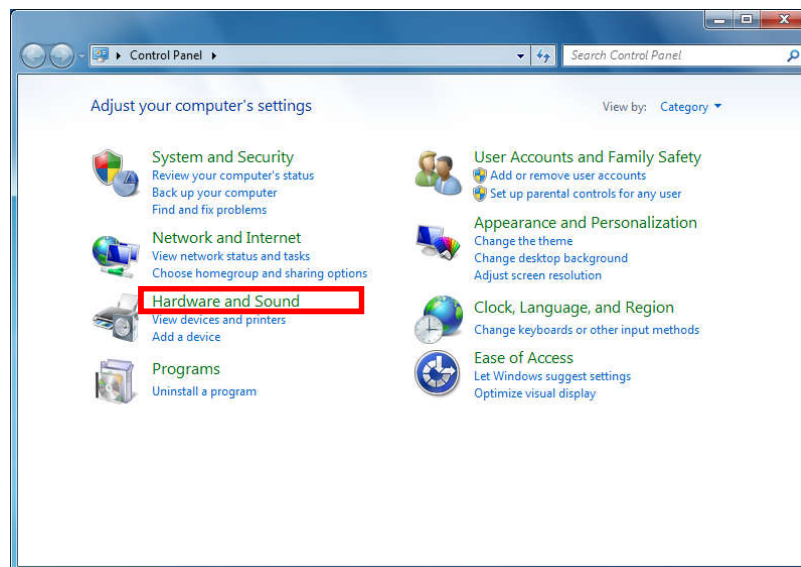 Control Panel
Search Control Panel
Adjust your computer's settings
View by: Category
System and Security
Review your computer's status
Back up your computer
Find and fix problems
Network and Internet
View network status and tasks
Choose homegroup and sharing options
Hardware and Sound
View devices and printers
Add a device
Programs
Uninstall a program
User Accounts and Family Safety
Add or remove user accounts
Set up parental controls for any user
Appearance and Personalization
Change the theme
Change desktop background
Adjust screen resolution
Clock, Language, and Region
Change keyboards or other input methods
Ease of Access
Let Windows suggest settings
Optimize visual display